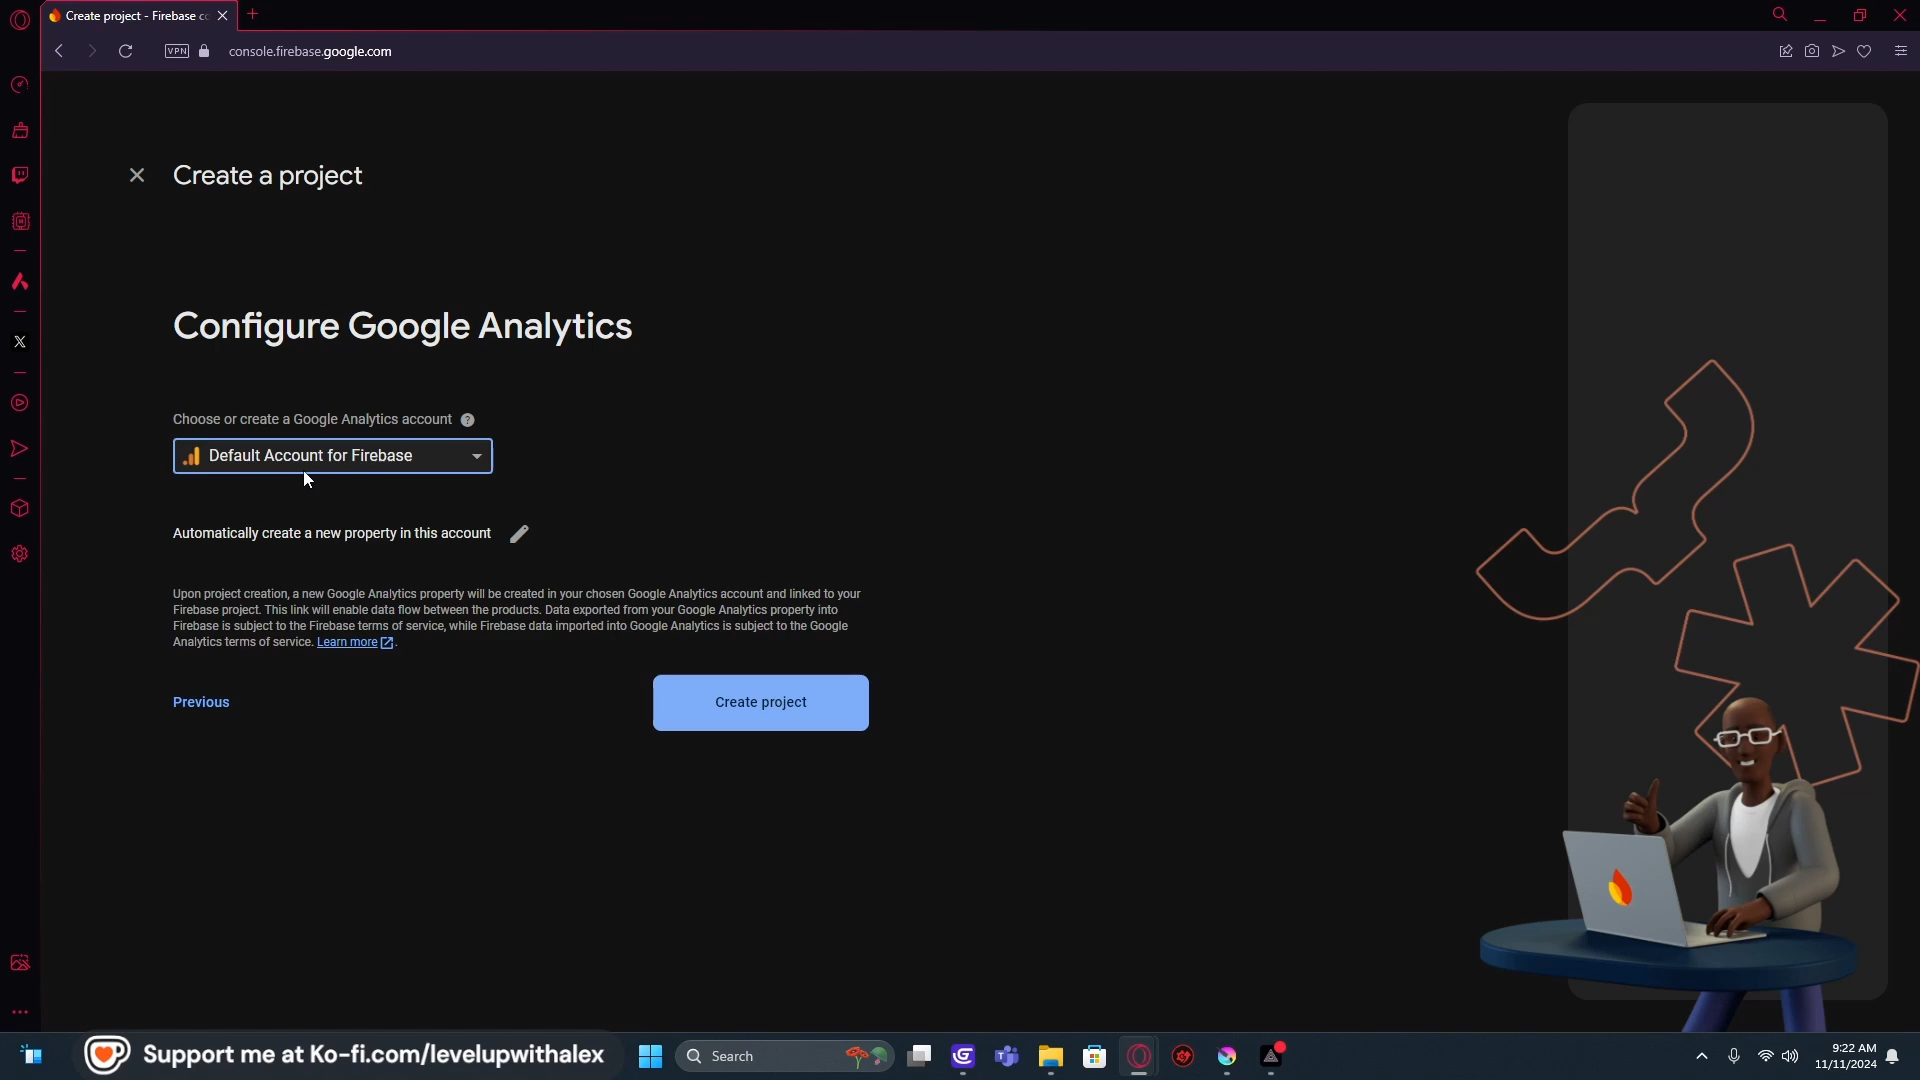 Create project - Firebase co
VPN
console.firebase.google.com
Create a project
Configure Google Analytics
Choose or create a Google Analytics account ?
Default Account for Firebase
Automatically create a new property in this account
Upon project creation, a new Google Analytics property will be created in your chosen Google Analytics account and linked to your
Firebase project. This link will enable data flow between the products. Data exported from your Google Analytics property into
Firebase is subject to the Firebase terms of service, while Firebase data imported into Google Analytics is subject to the Google
Analytics terms of service. Learn more.
Previous
Create project
Support me at Ko-fi.com/levelupwithalex
Search
9:22 AM
11/11/2024